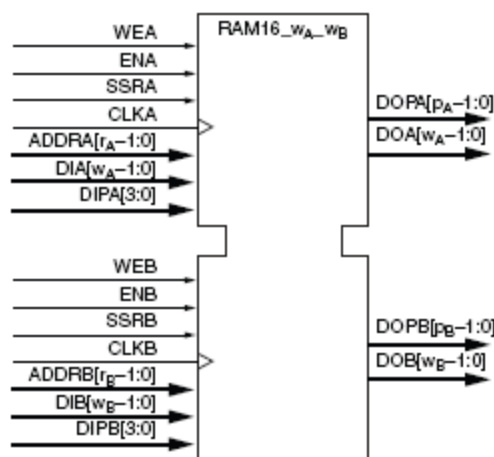 RAM16_wA_wB
WEA
ENA
SSRA
CLKA
ADDRA[rA–1:0]
DIA[wA–1:0]
DIPA[3:0]
DOPA[pA–1:0]
DOA[wA–1:0]
WEB
ENB
SSRB
CLKB
ADDRB[rB–1:0]
DIB[wB–1:0]
DIPB[3:0]
DOPB[pB–1:0]
DOB[wB–1:0]